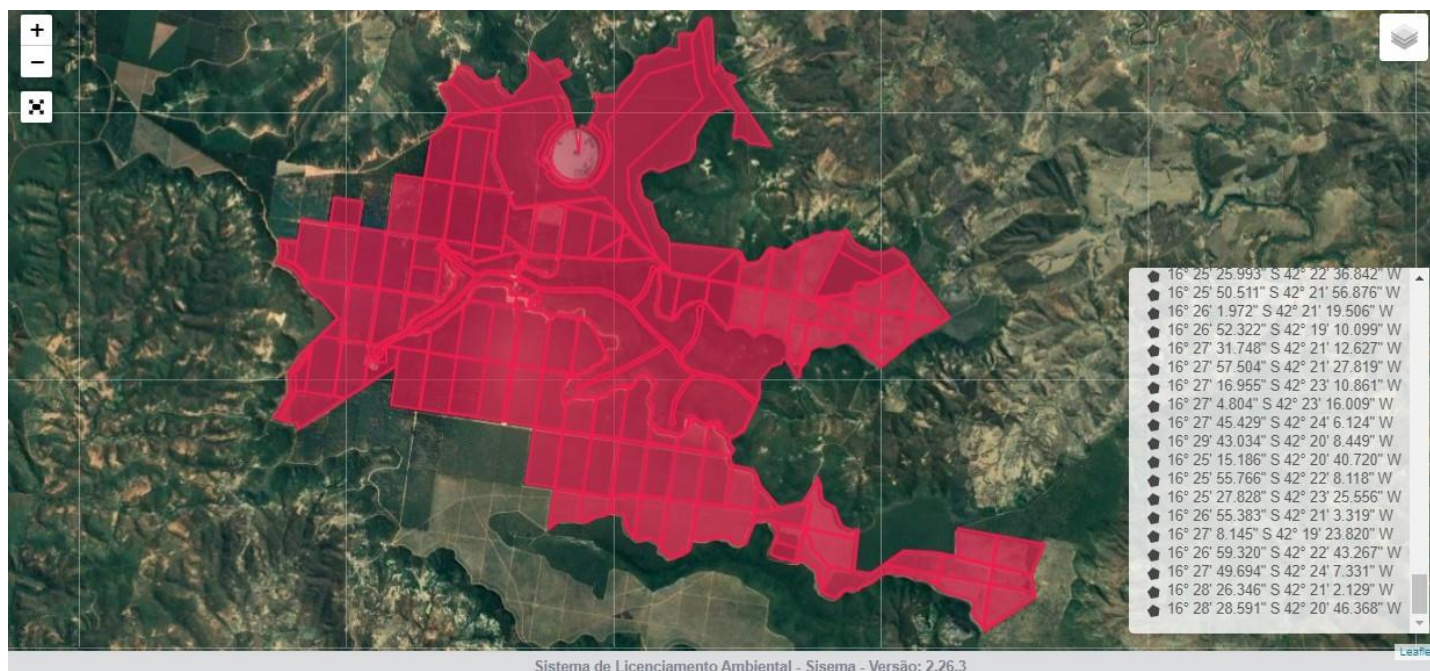 +
−
16° 25' 25.993" S 42° 22' 36.842" W
16° 25' 50.511" S 42° 21' 56.876" W
16° 26' 1.972" S 42° 21' 19.506" W
16° 26' 52.322" S 42° 19' 10.099" W
16° 27' 31.748" S 42° 21' 12.627" W
16° 27' 57.504" S 42° 21' 27.819" W
16° 27' 16.955" S 42° 23' 10.861" W
16° 27' 4.804" S 42° 23' 16.009" W
16° 27' 45.429" S 42° 24' 6.124" W
16° 29' 43.034" S 42° 20' 8.449" W
16° 25' 15.186" S 42° 20' 40.720" W
16° 25' 55.766" S 42° 22' 8.118" W
16° 25' 27.828" S 42° 23' 25.556" W
16° 26' 55.383" S 42° 21' 3.319" W
16° 27' 8.145" S 42° 19' 23.820" W
16° 26' 59.320" S 42° 22' 43.267" W
16° 27' 49.694" S 42° 24' 7.331" W
16° 28' 26.346" S 42° 21' 2.129" W
16° 28' 28.591" S 42° 20' 46.368" W
Leafle
Sistema de Licenciamento Ambiental - Sisema - Versão: 2.26.3